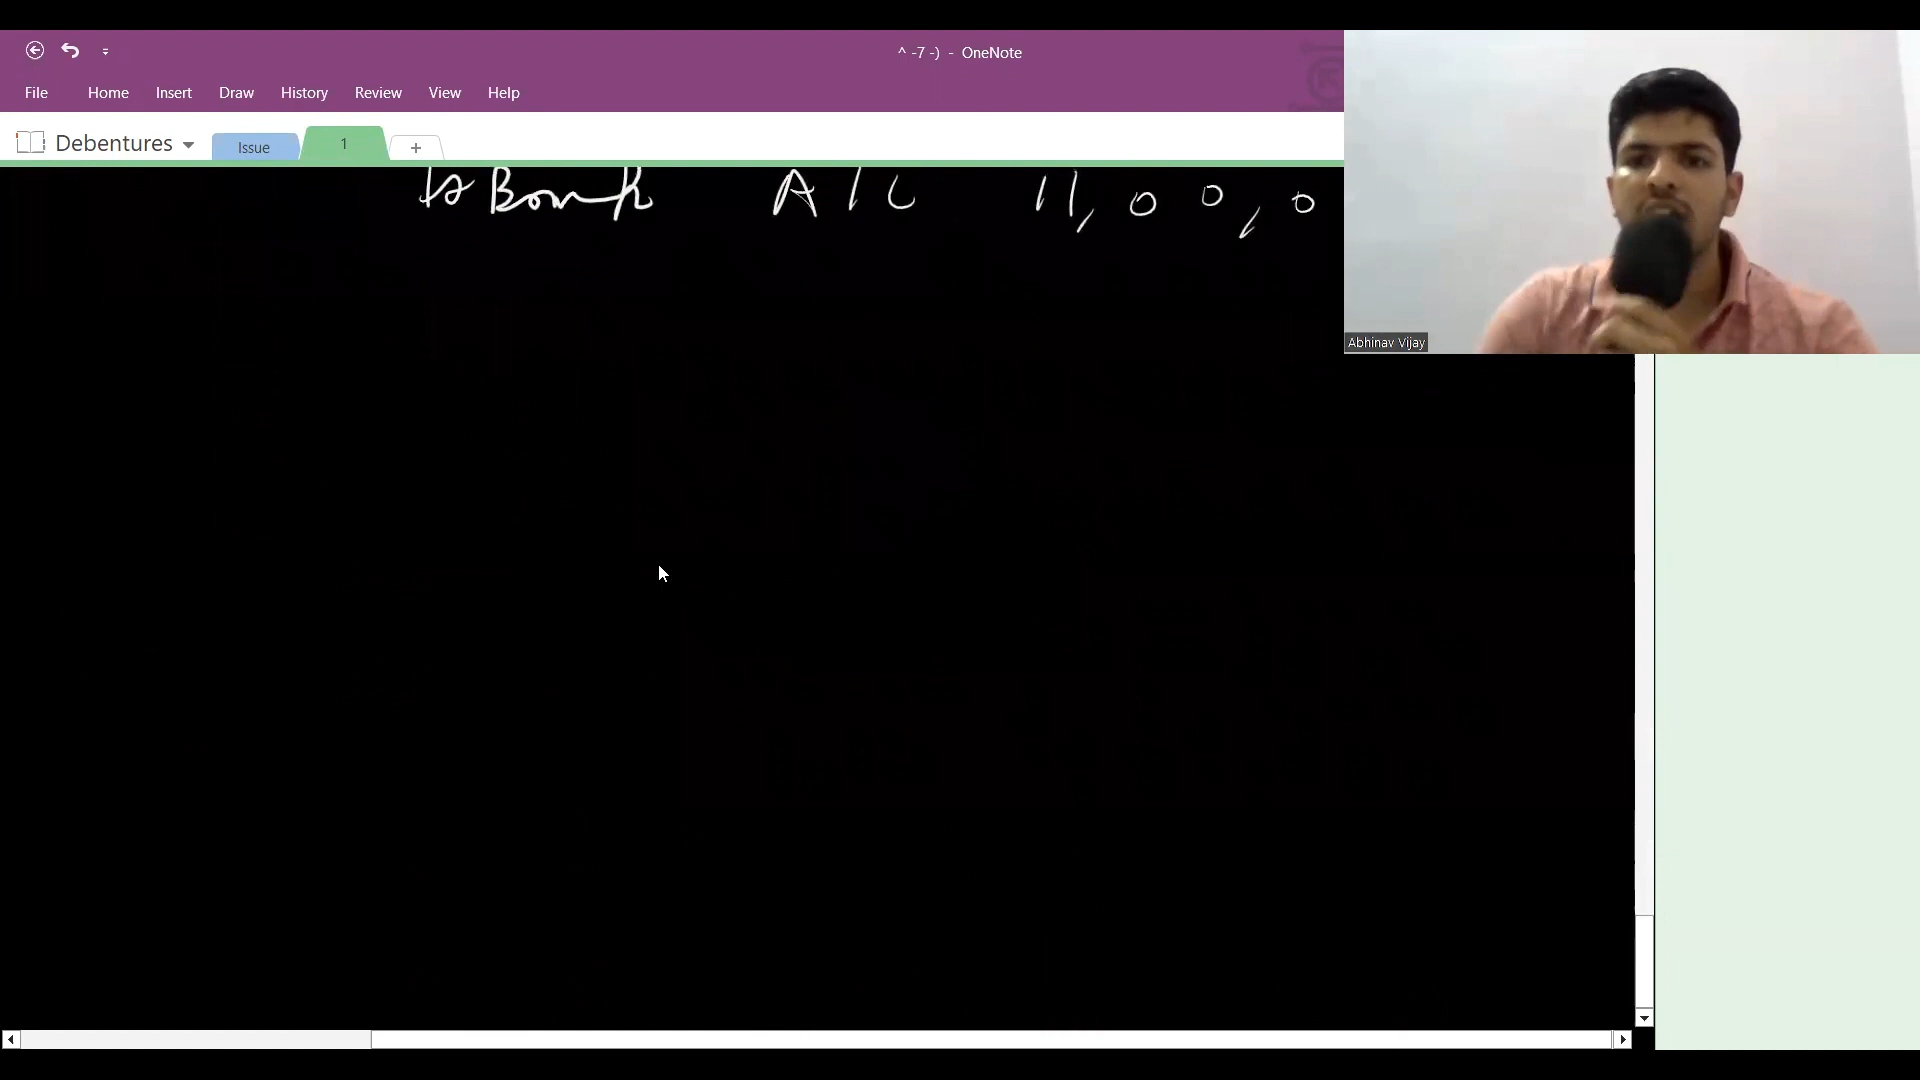 ^ -7 -) - OneNote
File Home Insert Draw History Review View Help
Debentures Issue 1 +
to Bank A/C 11,00,0
Abhinav Vijay